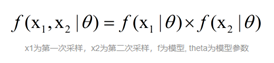 f(x₁,x₂|θ)=f(x₁|θ)×f(x₂|θ)
x1为第一次采样，x2为第二次采样，f为模型, theta为模型参数